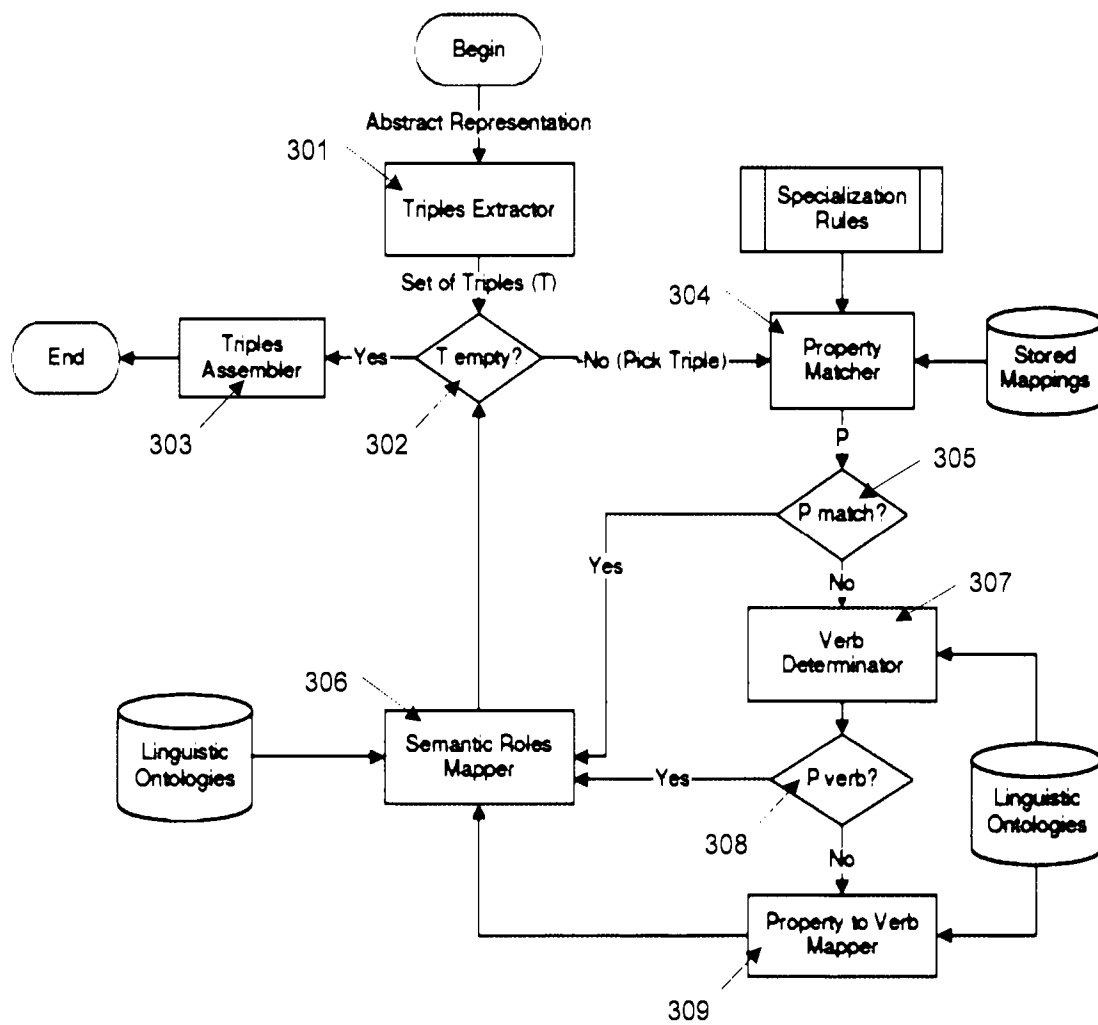 Begin
Abstract Representation
301
Triples Extractor
Specialization
Rules
Set of Triples (T)
304
End
Triples
Assembler
Yes
T empty?
No (Pick Triple)
Property
Matcher
Stored
Mappings
303
302
P
305
P match?
Yes
No
307
Verb
Determinator
306
Linguistic
Ontologies
Semantic Roles
Mapper
Yes
P verb?
Linguistic
Ontologies
308
No
Property to Verb
Mapper
309